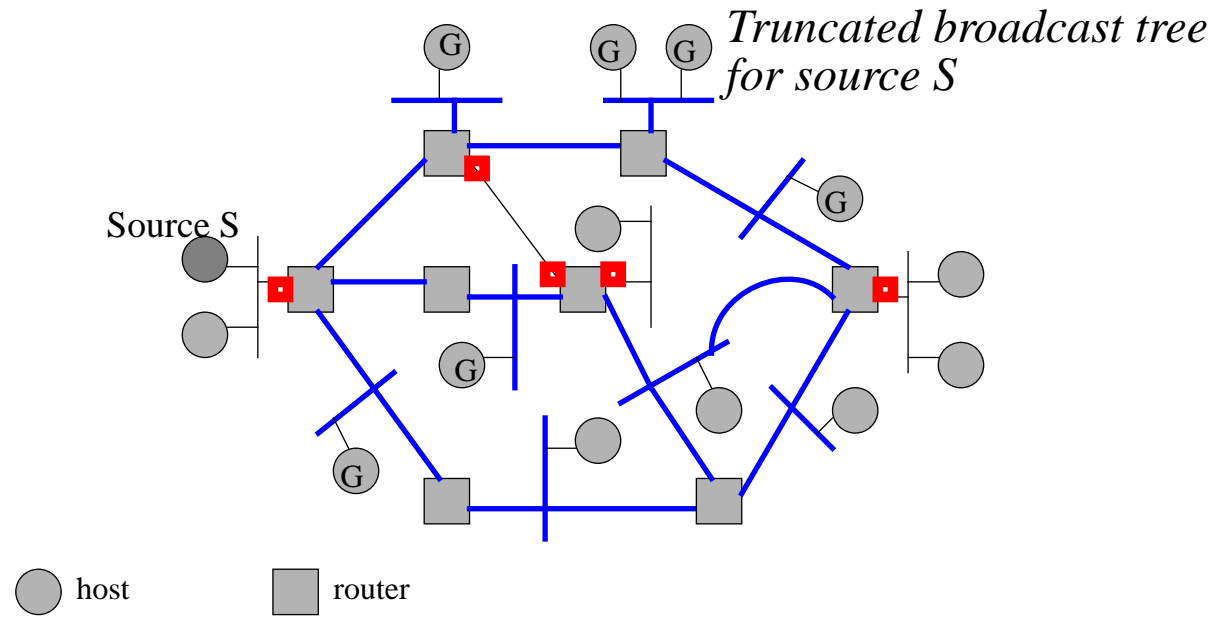 G
G
G
Truncated broadcast tree
for source S
G
Source S
G
G
host
router